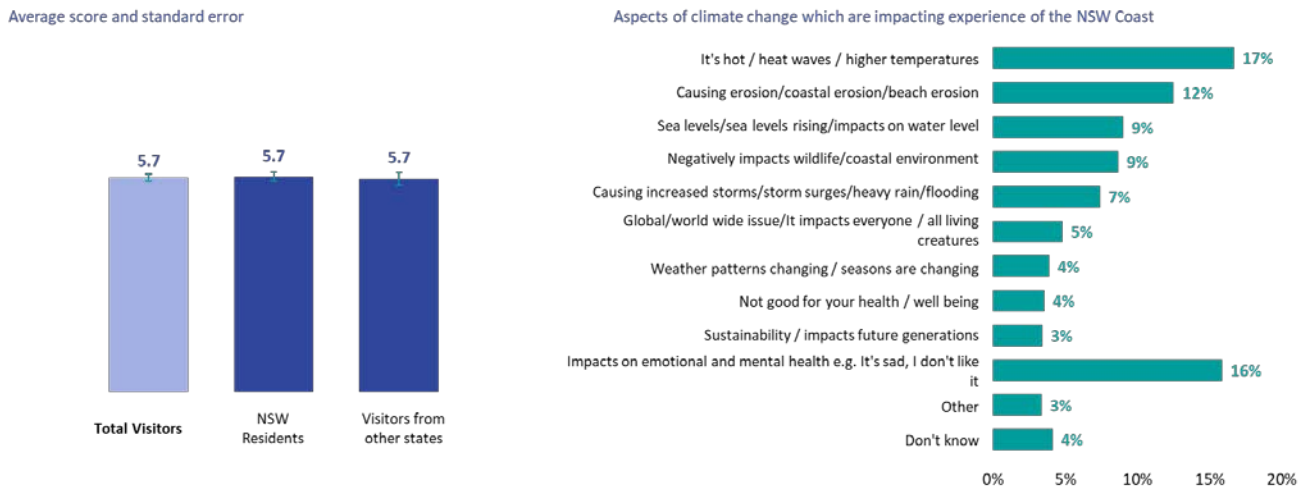 Average score and standard error
5.7
5.7
5.7
Total Visitors
NSW
Residents
Visitors from
other states
Aspects of climate change which are impacting experience of the NSW Coast
It's hot / heat waves / higher temperatures
17%
Causing erosion/coastal erosion/beach erosion
12%
Sea levels/sea levels rising/impacts on water level
9%
Negatively impacts wildlife/coastal environment
9%
Causing increased storms/storm surges/heavy rain/flooding
7%
Global/world wide issue/It impacts everyone / all living
creatures
5%
Weather patterns changing / seasons are changing
4%
Not good for your health / well being
4%
Sustainability / impacts future generations
3%
Impacts on emotional and mental health e.g. It's sad, I don't like
it
16%
Other
3%
Don't know
4%
0% 5% 10% 15% 20%